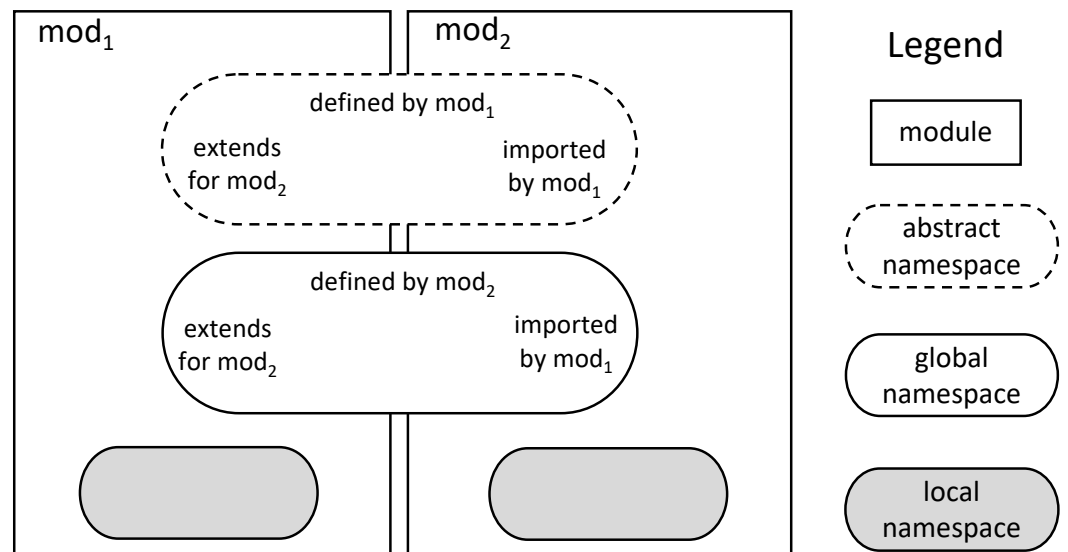 mod₁
mod₂
defined by mod₁
extends
for mod₂
imported
by mod₁
defined by mod₂
extends
for mod₂
imported
by mod₁
Legend
module
abstract
namespace
global
namespace
local
namespace